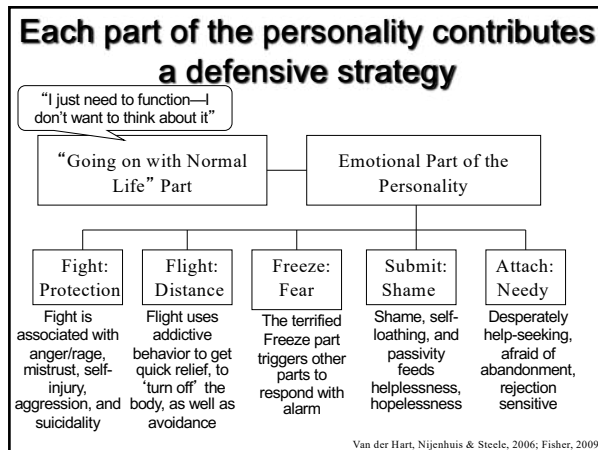 Each part of the personality contributes
a defensive strategy
“I just need to function—I
don’t want to think about it”
“Going on with Normal
Life” Part
Emotional Part of the
Personality
Fight:
Protection
Flight:
Distance
Freeze:
Fear
Submit:
Shame
Attach:
Needy
Fight is
associated with
anger/rage,
mistrust, self-
injury,
aggression, and
suicidality
Flight uses
addictive
behavior to get
quick relief, to
‘turn off’ the
body, as well as
avoidance
The terrified
Freeze part
triggers other
parts to
respond with
alarm
Shame, self-
loathing, and
passivity
feeds
helplessness,
hopelessness
Desperately
help-seeking,
afraid of
abandonment,
rejection
sensitive
Van der Hart, Nijenhuis & Steele, 2006; Fisher, 2009